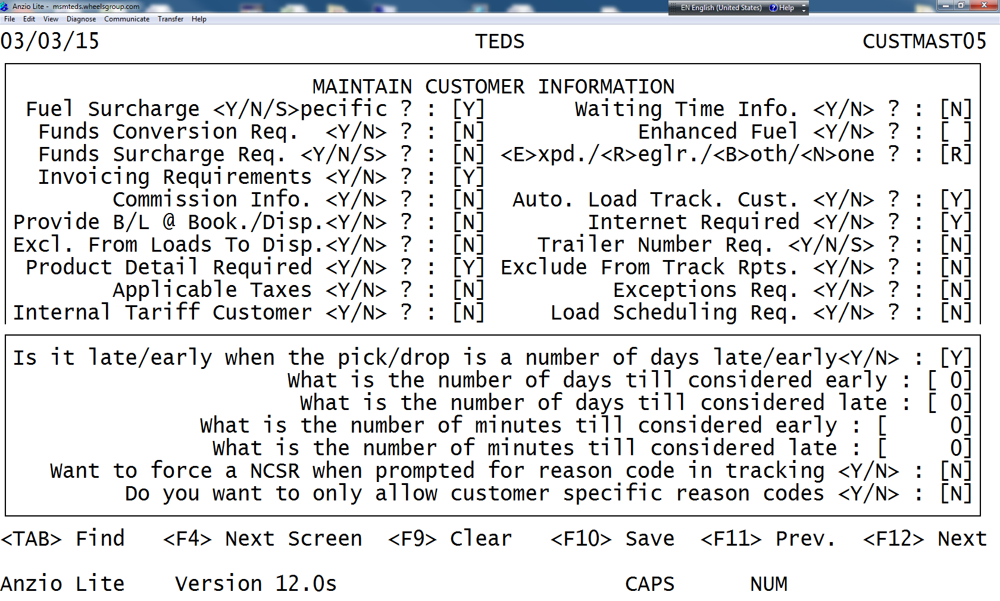 Anzio Lite - msmteds.wheelsgroup.com EN English (United States) ? Help
File Edit View Diagnose Communicate Transfer Help
03/03/15 TEDS CUSTMAST05
MAINTAIN CUSTOMER INFORMATION
Fuel Surcharge <Y/N/S>pecific ? : [Y] Waiting Time Info. <Y/N> ? : [N]
Funds Conversion Req. <Y/N> ? : [N] Enhanced Fuel <Y/N> ? : [ ]
Funds Surcharge Req. <Y/N/S> ? : [N] <E>xpd./<R>eglr./<B>oth/<N>one ? : [R]
Invoicing Requirements <Y/N> ? : [Y]
Commission Info. <Y/N> ? : [N] Auto. Load Track. Cust. <Y/N> ? : [Y]
Provide B/L @ Book./Disp.<Y/N> ? : [N] Internet Required <Y/N> ? : [Y]
Excl. From Loads To Disp.<Y/N> ? : [N] Trailer Number Req. <Y/N/S> ? : [N]
Product Detail Required <Y/N> ? : [Y] Exclude From Track Rpts. <Y/N> ? : [N]
Applicable Taxes <Y/N> ? : [N] Exceptions Req. <Y/N> ? : [N]
Internal Tariff Customer <Y/N> ? : [N] Load Scheduling Req. <Y/N> ? : [N]
Is it late/early when the pick/drop is a number of days late/early<Y/N> : [Y]
What is the number of days till considered early : [ 0]
What is the number of days till considered late : [ 0]
What is the number of minutes till considered early : [ 0]
What is the number of minutes till considered late : [ 0]
Want to force a NCSR when prompted for reason code in tracking <Y/N> : [N]
Do you want to only allow customer specific reason codes <Y/N> : [N]
<TAB> Find <F4> Next Screen <F9> Clear <F10> Save <F11> Prev. <F12> Next
Anzio Lite Version 12.0s CAPS NUM